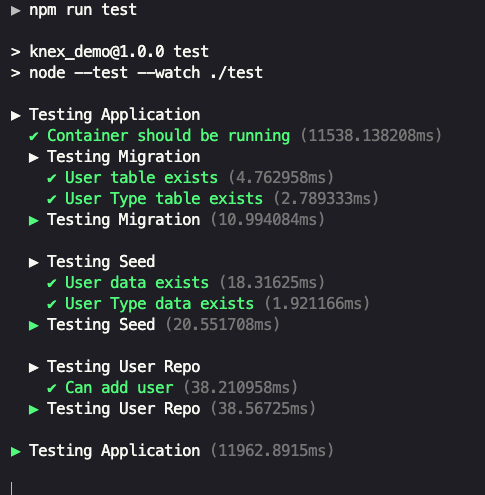 ▶ npm run test
> knex_demo@1.0.0 test
> node --test --watch ./test
▶ Testing Application
✔ Container should be running (11538.138208ms)
▶ Testing Migration
✔ User table exists (4.762958ms)
✔ User Type table exists (2.789333ms)
▶ Testing Migration (10.994084ms)
▶ Testing Seed
✔ User data exists (18.31625ms)
✔ User Type data exists (1.921166ms)
▶ Testing Seed (20.551708ms)
▶ Testing User Repo
✔ Can add user (38.210958ms)
▶ Testing User Repo (38.56725ms)
▶ Testing Application (11962.8915ms)